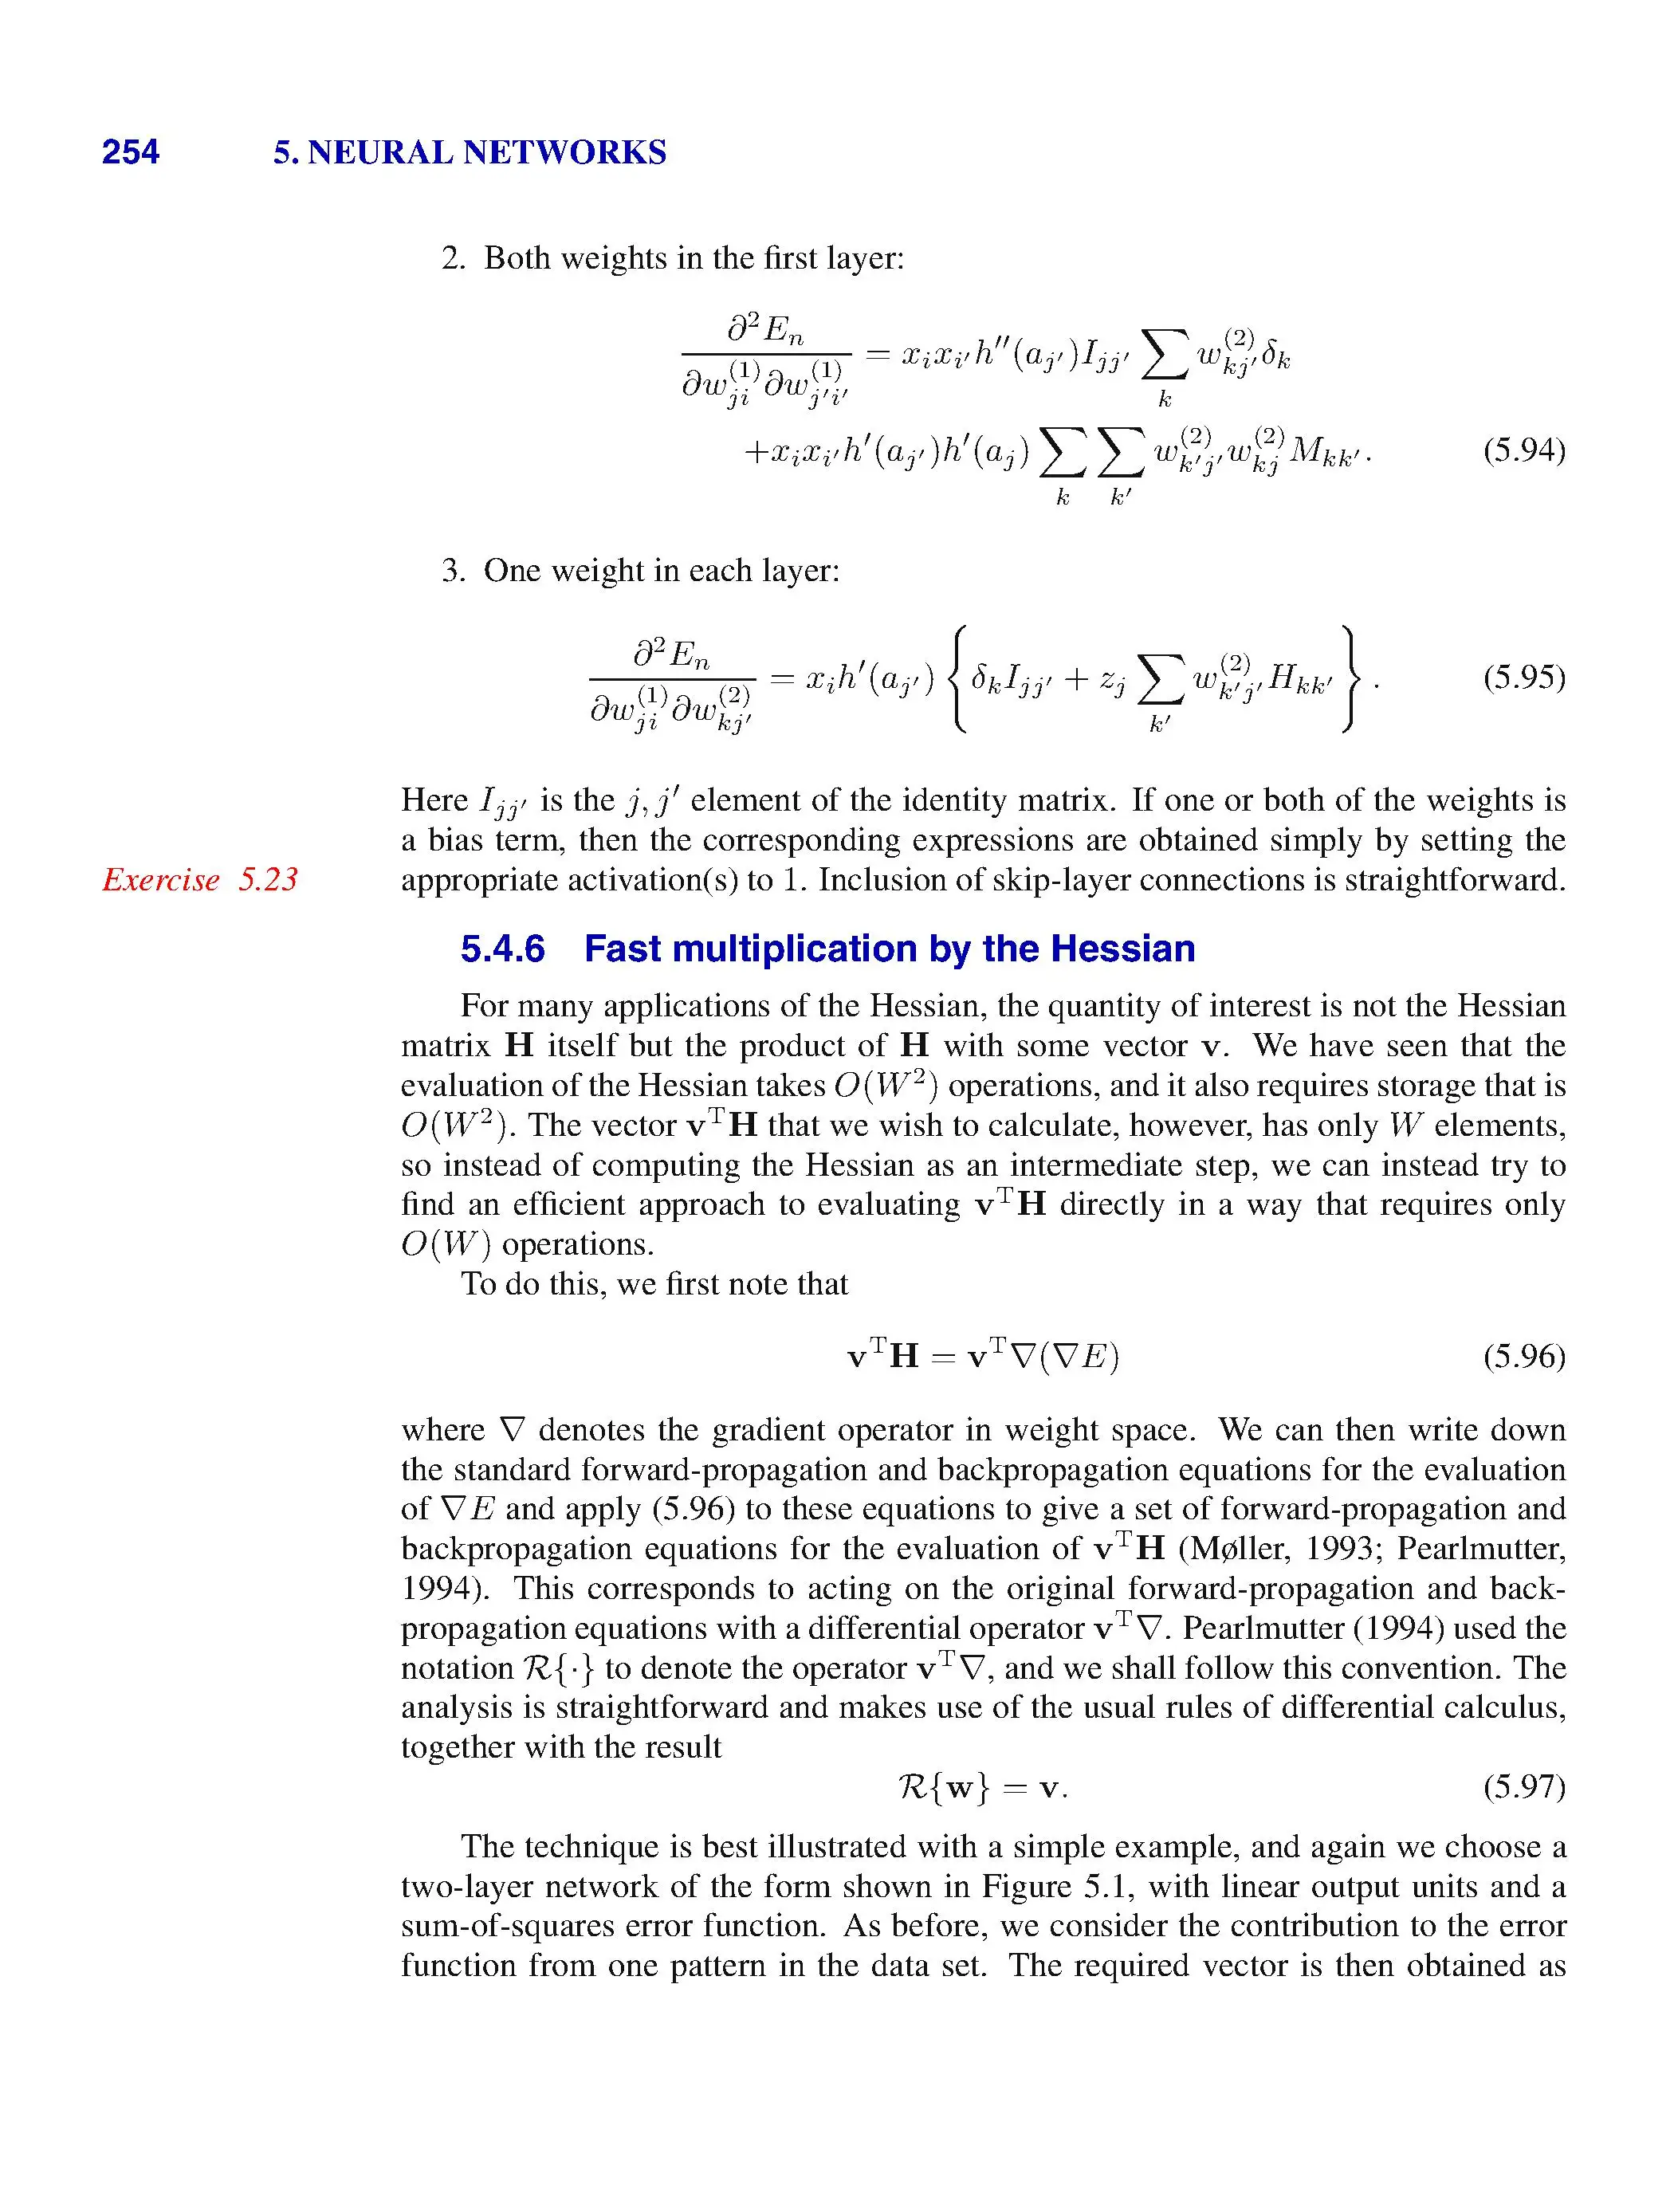 254 5. NEURAL NETWORKS
2. Both weights in the first layer:
$$\frac{\partial^2 E_n}{\partial w_{ji}^{(1)} \partial w_{j'i'}^{(1)}} = x_i x_{i'} h''(a_{j'}) I_{jj'} \sum_k w_{kj'}^{(2)} \delta_k$$
$$+ x_i x_{i'} h'(a_{j'}) h'(a_j) \sum_k \sum_{k'} w_{k'j'}^{(2)} w_{kj}^{(2)} M_{kk'}. \quad (5.94)$$
3. One weight in each layer:
$$\frac{\partial^2 E_n}{\partial w_{ji}^{(1)} \partial w_{kj'}^{(2)}} = x_i h'(a_{j'}) \left\{ \delta_k I_{jj'} + z_j \sum_{k'} w_{k'j'}^{(2)} H_{kk'} \right\}. \quad (5.95)$$
Here $I_{jj'}$ is the $j, j'$ element of the identity matrix. If one or both of the weights is
a bias term, then the corresponding expressions are obtained simply by setting the
Exercise 5.23 appropriate activation(s) to 1. Inclusion of skip-layer connections is straightforward.
5.4.6 Fast multiplication by the Hessian
For many applications of the Hessian, the quantity of interest is not the Hessian
matrix $\mathbf{H}$ itself but the product of $\mathbf{H}$ with some vector $\mathbf{v}$. We have seen that the
evaluation of the Hessian takes $O(W^2)$ operations, and it also requires storage that is
$O(W^2)$. The vector $\mathbf{v}^{\mathrm{T}}\mathbf{H}$ that we wish to calculate, however, has only $W$ elements,
so instead of computing the Hessian as an intermediate step, we can instead try to
find an efficient approach to evaluating $\mathbf{v}^{\mathrm{T}}\mathbf{H}$ directly in a way that requires only
$O(W)$ operations.
To do this, we first note that
$$\mathbf{v}^{\mathrm{T}}\mathbf{H} = \mathbf{v}^{\mathrm{T}}\nabla(\nabla E) \quad (5.96)$$
where $\nabla$ denotes the gradient operator in weight space. We can then write down
the standard forward-propagation and backpropagation equations for the evaluation
of $\nabla E$ and apply (5.96) to these equations to give a set of forward-propagation and
backpropagation equations for the evaluation of $\mathbf{v}^{\mathrm{T}}\mathbf{H}$ (Møller, 1993; Pearlmutter,
1994). This corresponds to acting on the original forward-propagation and back-
propagation equations with a differential operator $\mathbf{v}^{\mathrm{T}}\nabla$. Pearlmutter (1994) used the
notation $\mathcal{R}\{\cdot\}$ to denote the operator $\mathbf{v}^{\mathrm{T}}\nabla$, and we shall follow this convention. The
analysis is straightforward and makes use of the usual rules of differential calculus,
together with the result
$$\mathcal{R}\{\mathbf{w}\} = \mathbf{v}. \quad (5.97)$$
The technique is best illustrated with a simple example, and again we choose a
two-layer network of the form shown in Figure 5.1, with linear output units and a
sum-of-squares error function. As before, we consider the contribution to the error
function from one pattern in the data set. The required vector is then obtained as